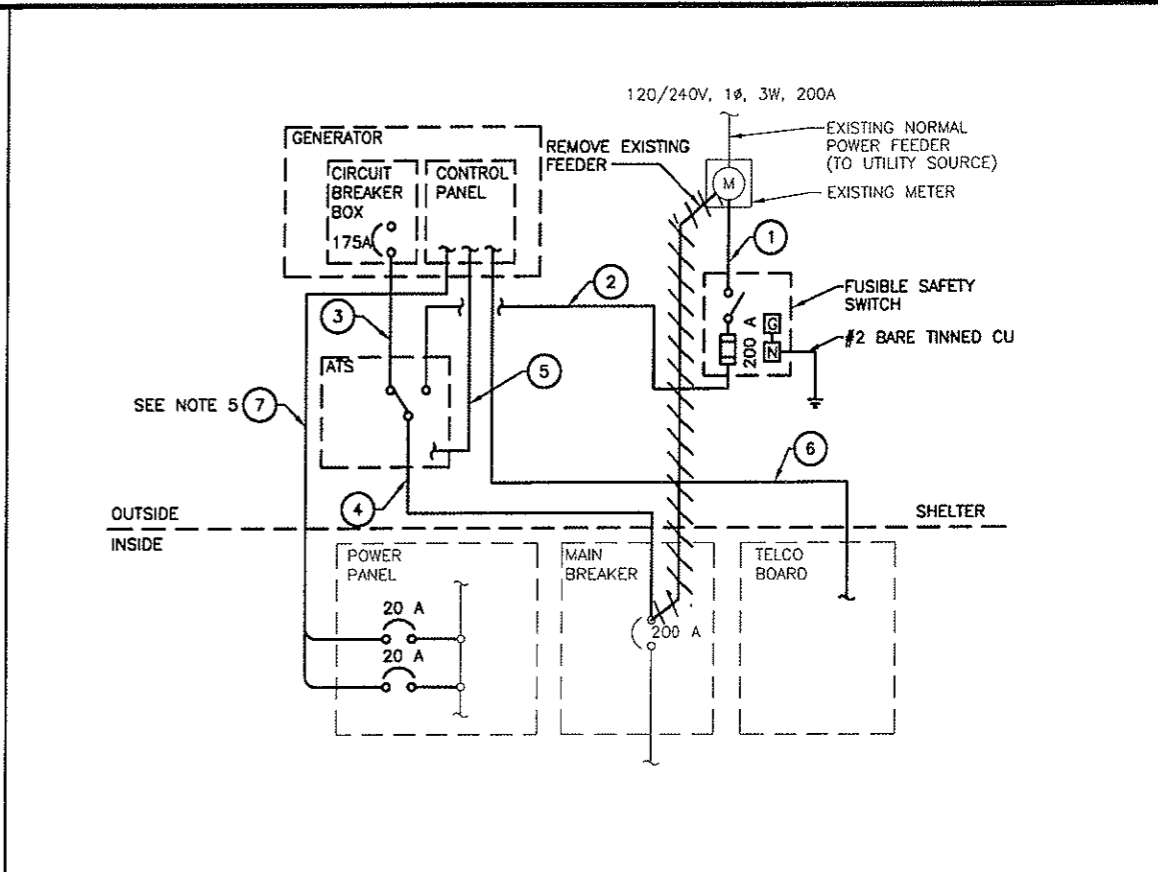 120/240V, 1ø, 3W, 200A
GENERATOR
CIRCUIT
BREAKER
BOX
175A
CONTROL
PANEL
REMOVE EXISTING
FEEDER
EXISTING NORMAL
POWER FEEDER
(TO UTILITY SOURCE)
M
EXISTING METER
1
2
FUSIBLE SAFETY
SWITCH
200 A
G
N
#2 BARE TINNED CU
3
ATS
5
SEE NOTE 5
7
4
6
OUTSIDE
SHELTER
INSIDE
POWER
PANEL
20 A
20 A
MAIN
BREAKER
200 A
TELCO
BOARD